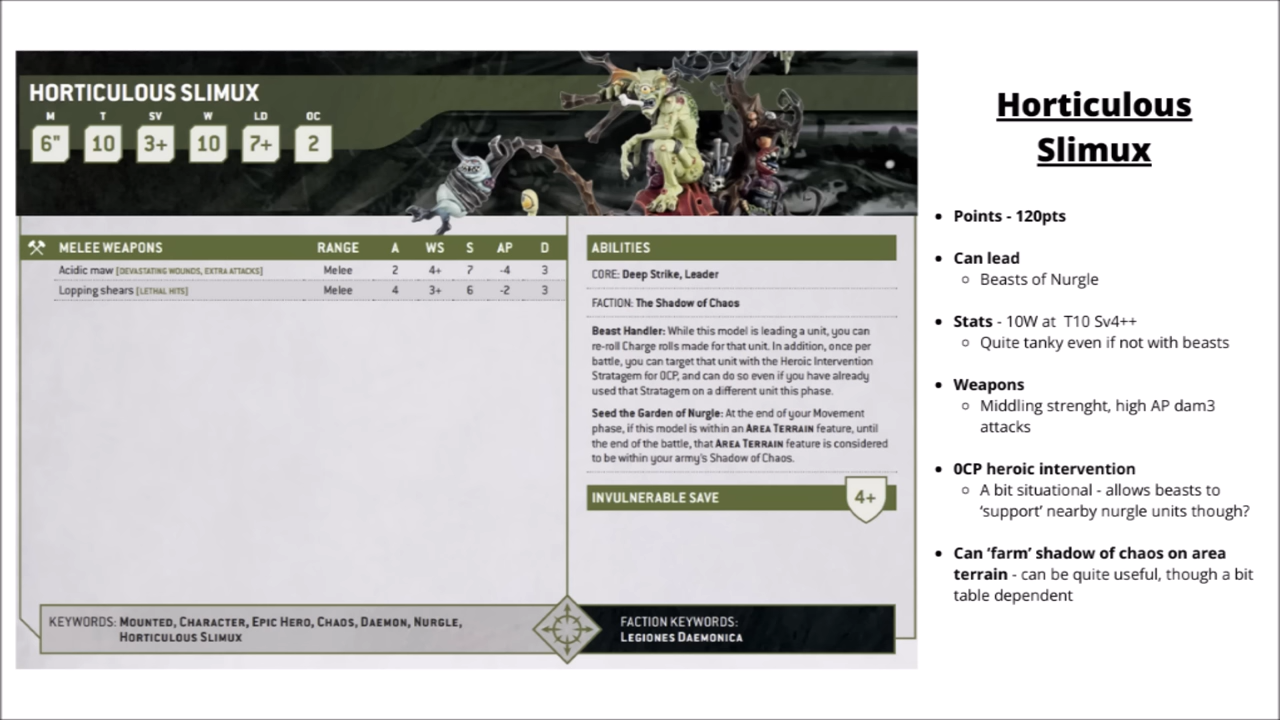 HORTICULOUS SLIMUX
M T SV W LD OC
6" 10 3+ 10 7+ 2
MELEE WEAPONS RANGE A WS S AP D
Acidic maw [DEVASTATING WOUNDS, EXTRA ATTACKS] Melee 2 4+ 7 -4 3
Lopping shears [LETHAL HITS] Melee 4 3+ 6 -2 3
ABILITIES
CORE: Deep Strike, Leader
FACTION: The Shadow of Chaos
Beast Handler: While this model is leading a unit, you can
re-roll Charge rolls made for that unit. In addition, once per
battle, you can target that unit with the Heroic Intervention
Stratagem for 0CP, and can do so even if you have already
used that Stratagem on a different unit this phase.
Seed the Garden of Nurgle: At the end of your Movement
phase, if this model is within an AREA TERRAIN feature, until
the end of the battle, that AREA TERRAIN feature is considered
to be within your army's Shadow of Chaos.
INVULNERABLE SAVE 4+
KEYWORDS: MOUNTED, CHARACTER, EPIC HERO, CHAOS, DAEMON, NURGLE,
HORTICULOUS SLIMUX
FACTION KEYWORDS:
LEGIONES DAEMONICA
Horticulous
Slimux
• Points - 120pts
• Can lead
○ Beasts of Nurgle
• Stats - 10W at T10 Sv4++
○ Quite tanky even if not with beasts
• Weapons
○ Middling strenght, high AP dam3
attacks
• 0CP heroic intervention
○ A bit situational - allows beasts to
‘support’ nearby nurgle units though?
• Can ‘farm’ shadow of chaos on area
terrain - can be quite useful, though a bit
table dependent